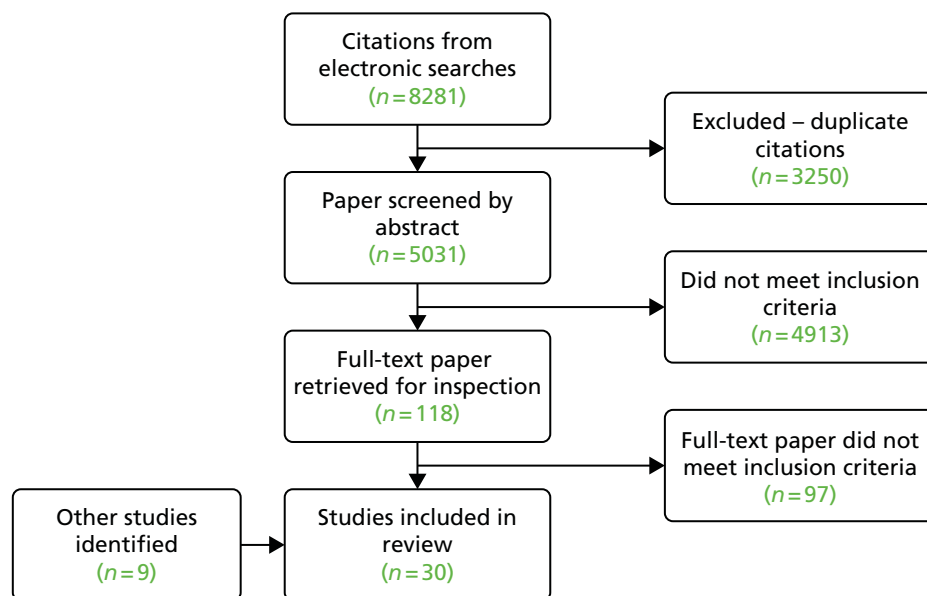 Citations from
electronic searches
(n=8281)
Excluded – duplicate
citations
(n=3250)
Paper screened by
abstract
(n=5031)
Did not meet inclusion
criteria
(n=4913)
Full-text paper
retrieved for inspection
(n=118)
Full-text paper did not
meet inclusion criteria
(n=97)
Other studies
identified
(n=9)
Studies included in
review
(n=30)